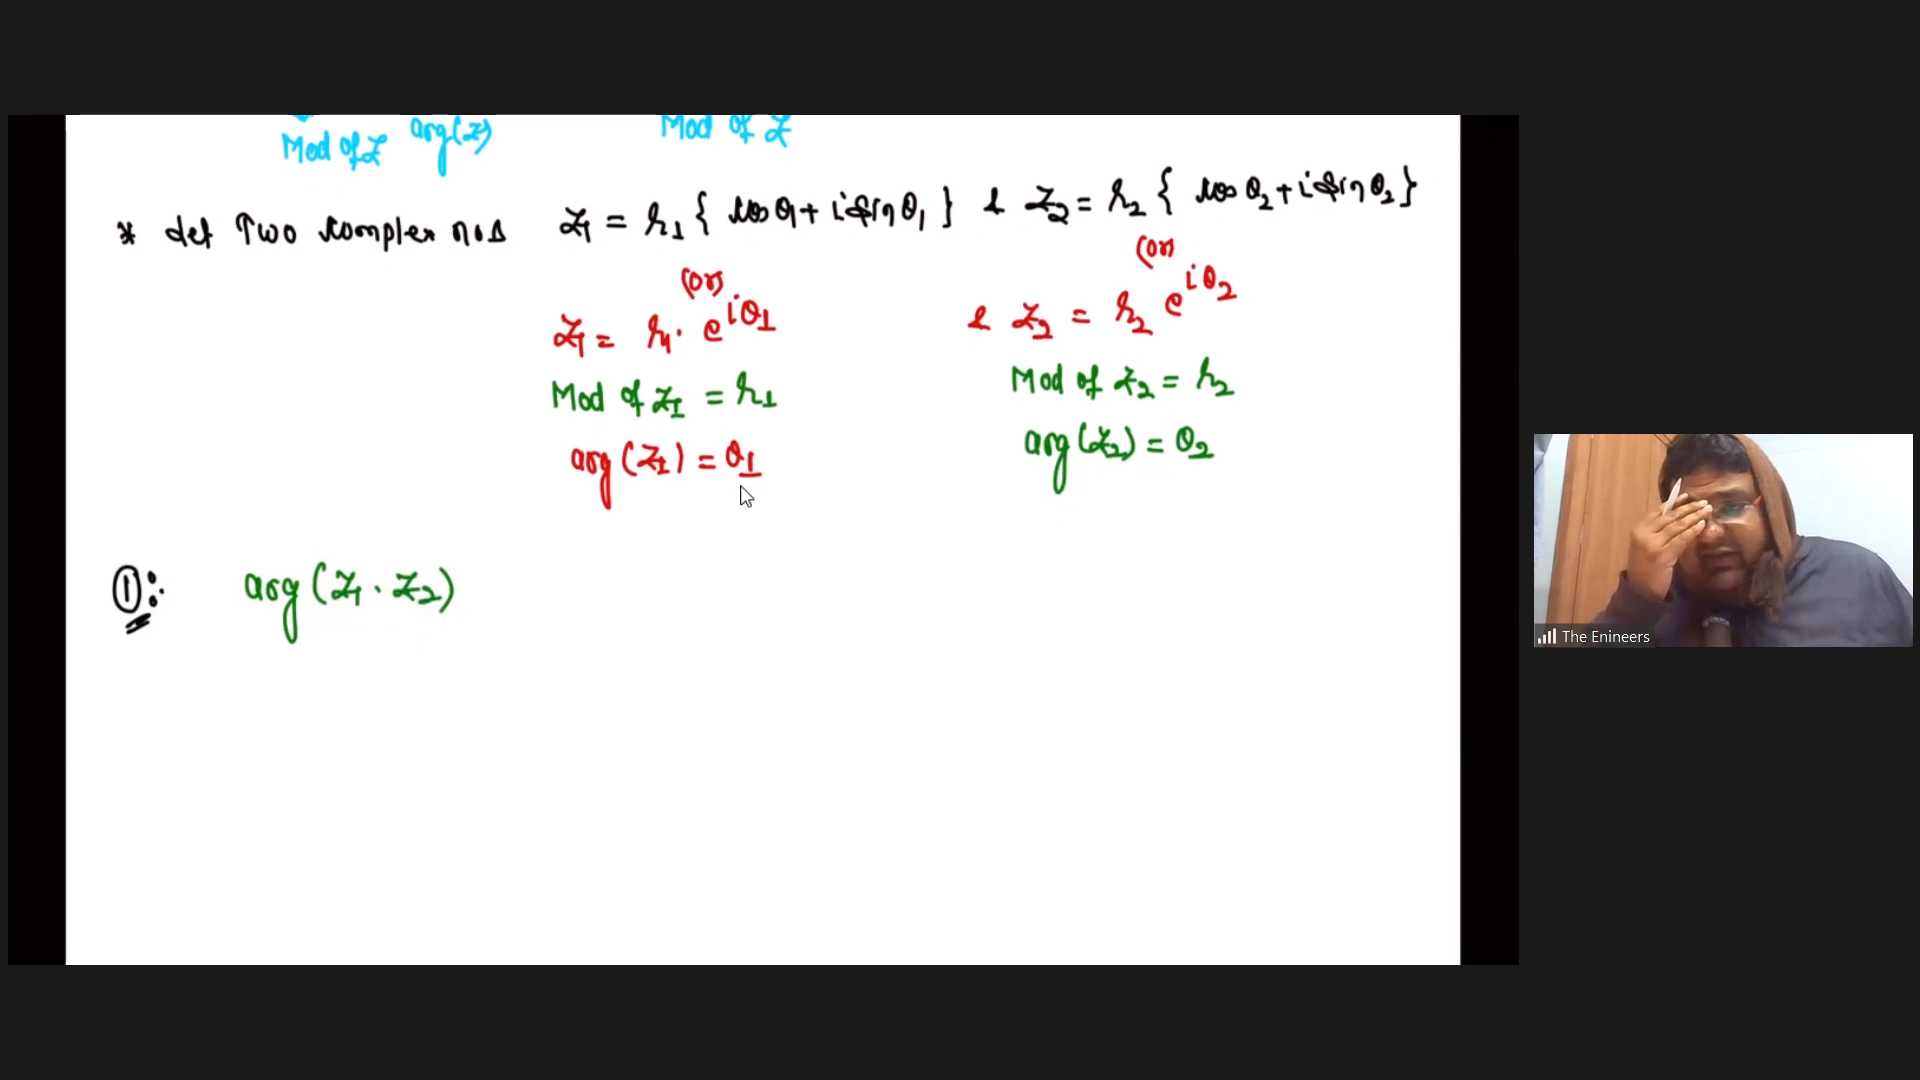 Mod of Z arg(Z) Mod of Z
* let Two complex nos Z1 = r1 { cos θ1 + i sin θ1 } & Z2 = r2 { cos θ2 + i sin θ2 }
(or) (or)
Z1 = r1 . e^iθ1 & Z2 = r2 e^iθ2
Mod of Z1 = r1 Mod of Z2 = r2
arg (Z1) = θ1 arg (Z2) = θ2
①:· arg (Z1 . Z2)
The Enineers